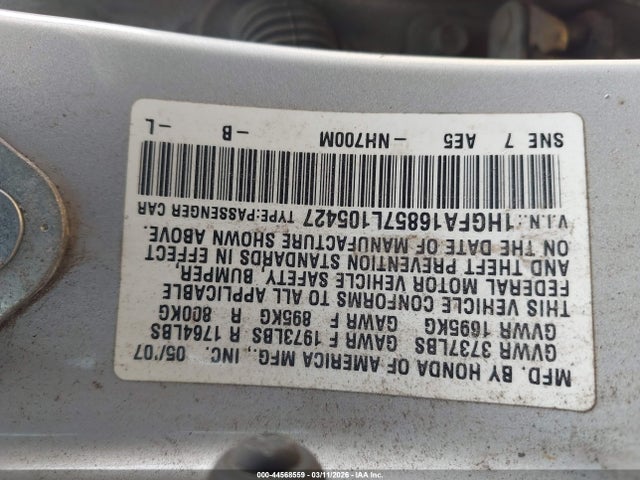 MFD. BY HONDA OF AMERICA MFG., INC. 05/'07
GVWR 3737LBS GAWR F 1973LBS R 1764LBS
GVWR 1695KG GAWR F 895KG R 800KG
THIS VEHICLE CONFORMS TO ALL APPLICABLE
FEDERAL MOTOR VEHICLE SAFETY, BUMPER,
AND THEFT PREVENTION STANDARDS IN EFFECT
ON THE DATE OF MANUFACTURE SHOWN ABOVE.
V.I.N.: 1HGFA16857L105427 TYPE:PASSENGER CAR
SNE 7 AE5 -NH700M -B -L
000-44568559 | 03/11/2026 | © IAA, Inc.